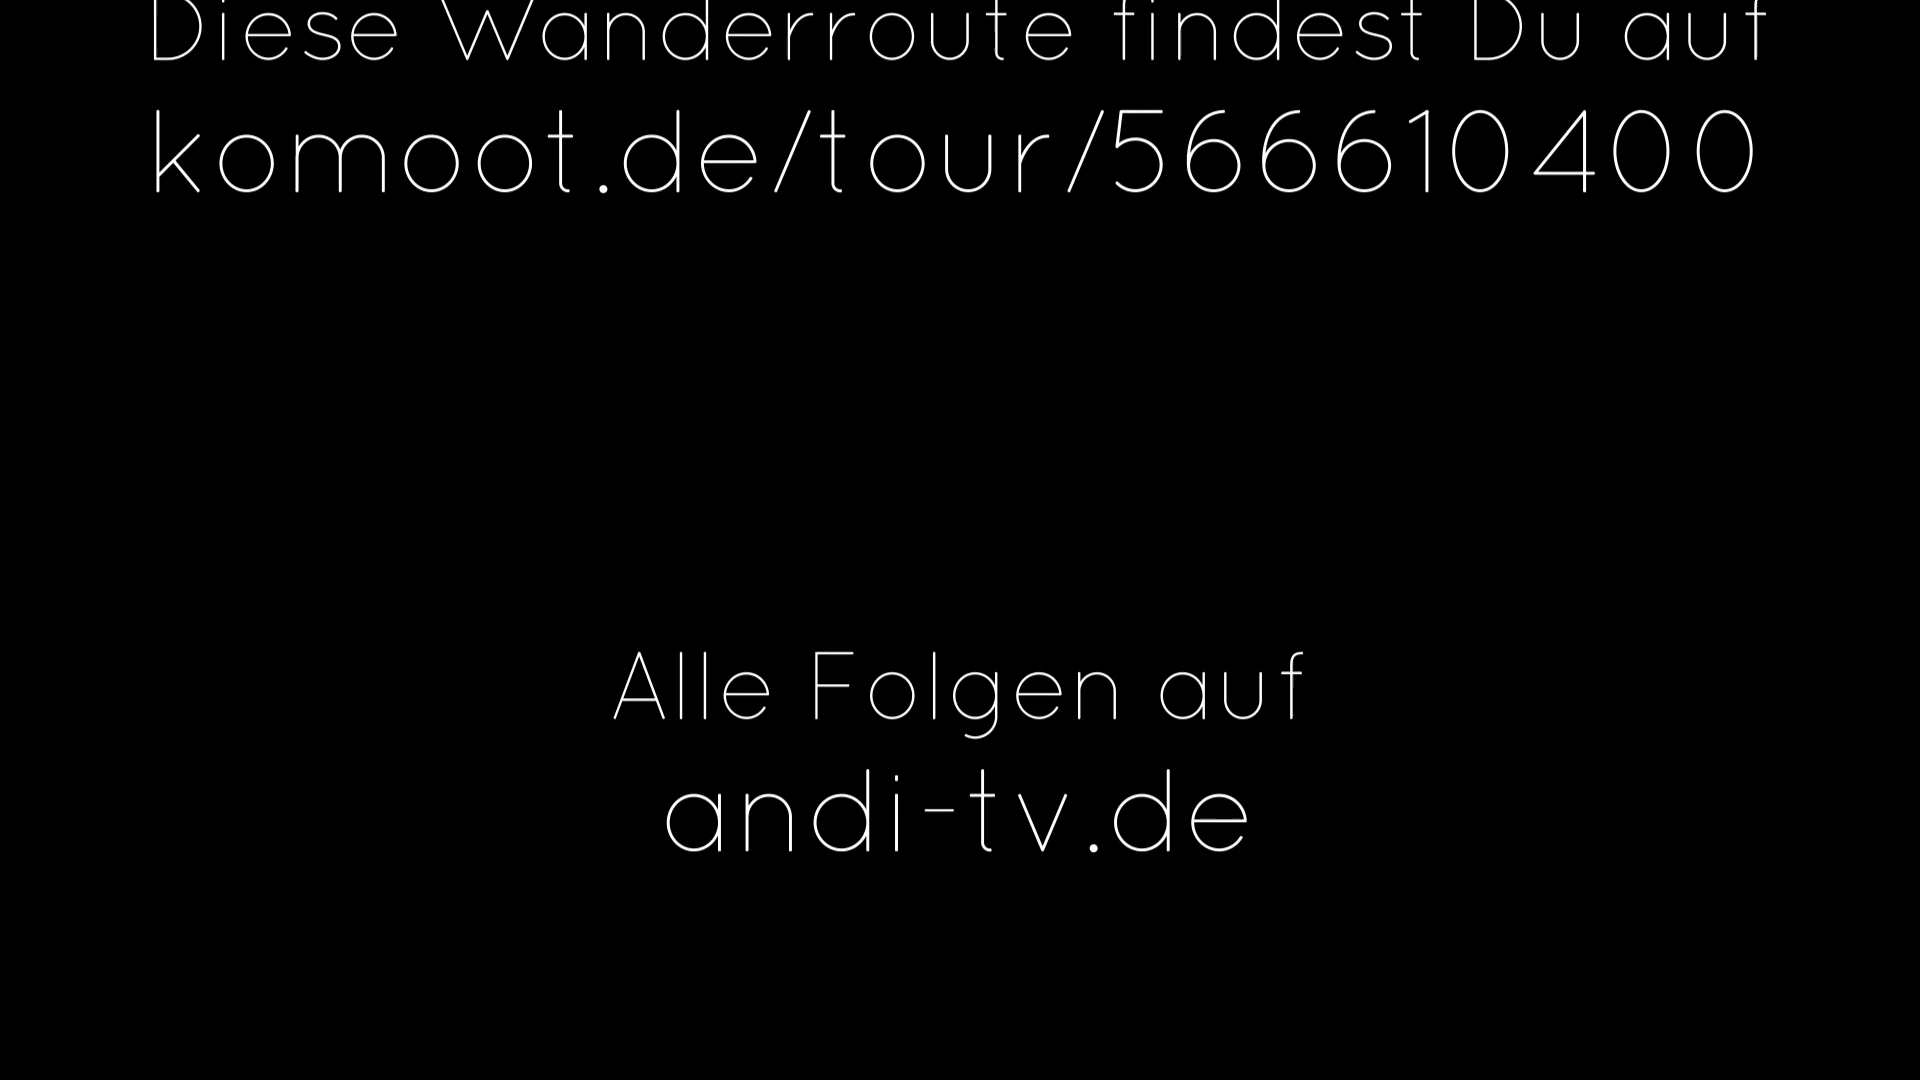 Diese Wanderroute findest Du auf
komoot.de/tour/566610400
Alle Folgen auf
andi-tv.de